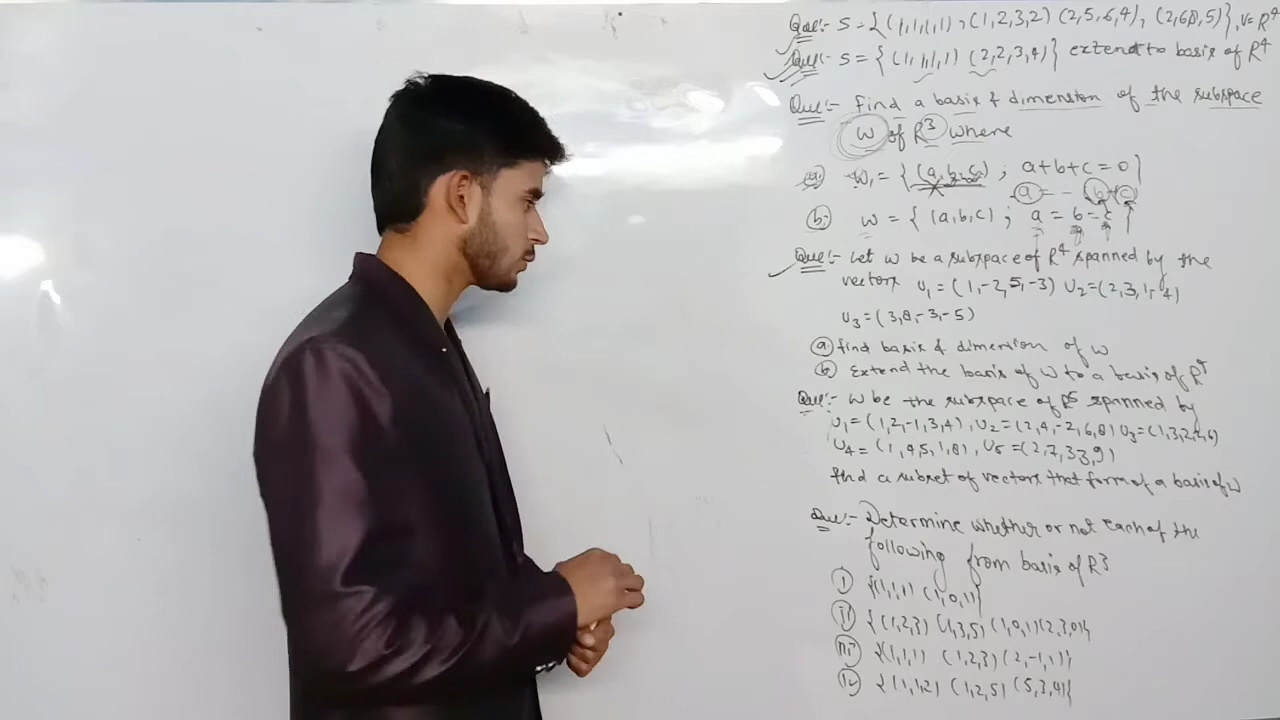 Que:- S = {(1,1,1,1), (1,2,3,2) (2,5,6,4), (2,6,8,5)}, V= R⁴
Que:- S = {(1,1,1,1) (2,2,3,4)} extend to basis of R⁴
Que:- Find a basis & dimension of the subspace
W of R³ where
(a) W₁ = {(a,b,c) ; a+b+c = 0}
a = - b - c
(b) W = {(a,b,c) ; a = b = c}
Que:- Let W be a subspace of R⁴ spanned by the
vectors U₁ = (1,-2,5,-3) U₂=(2,3,1,-4)
U₃=(3,8,-3,-5)
(a) find basis & dimension of W
(b) Extend the basis of W to a basis of R⁴
Que:- W be the subspace of R⁵ spanned by
U₁=(1,2,-1,3,4), U₂=(2,4,-2,6,8) U₃=(1,3,2,2,6)
U₄= (1,4,5,1,8), U₅=(2,7,3,3,9)
find a subset of vectors that form of a basis of W
Que:- Determine whether or not each of the
following from basis of R³
(i) {(1,1,1) (1,0,1)}
(ii) {(1,2,3) (1,3,5) (1,0,1)(2,3,0)}
(iii) {(1,1,1) (1,2,3) (2,-1,1)}
(iv) {(1,1,2) (1,2,5) (5,3,4)}